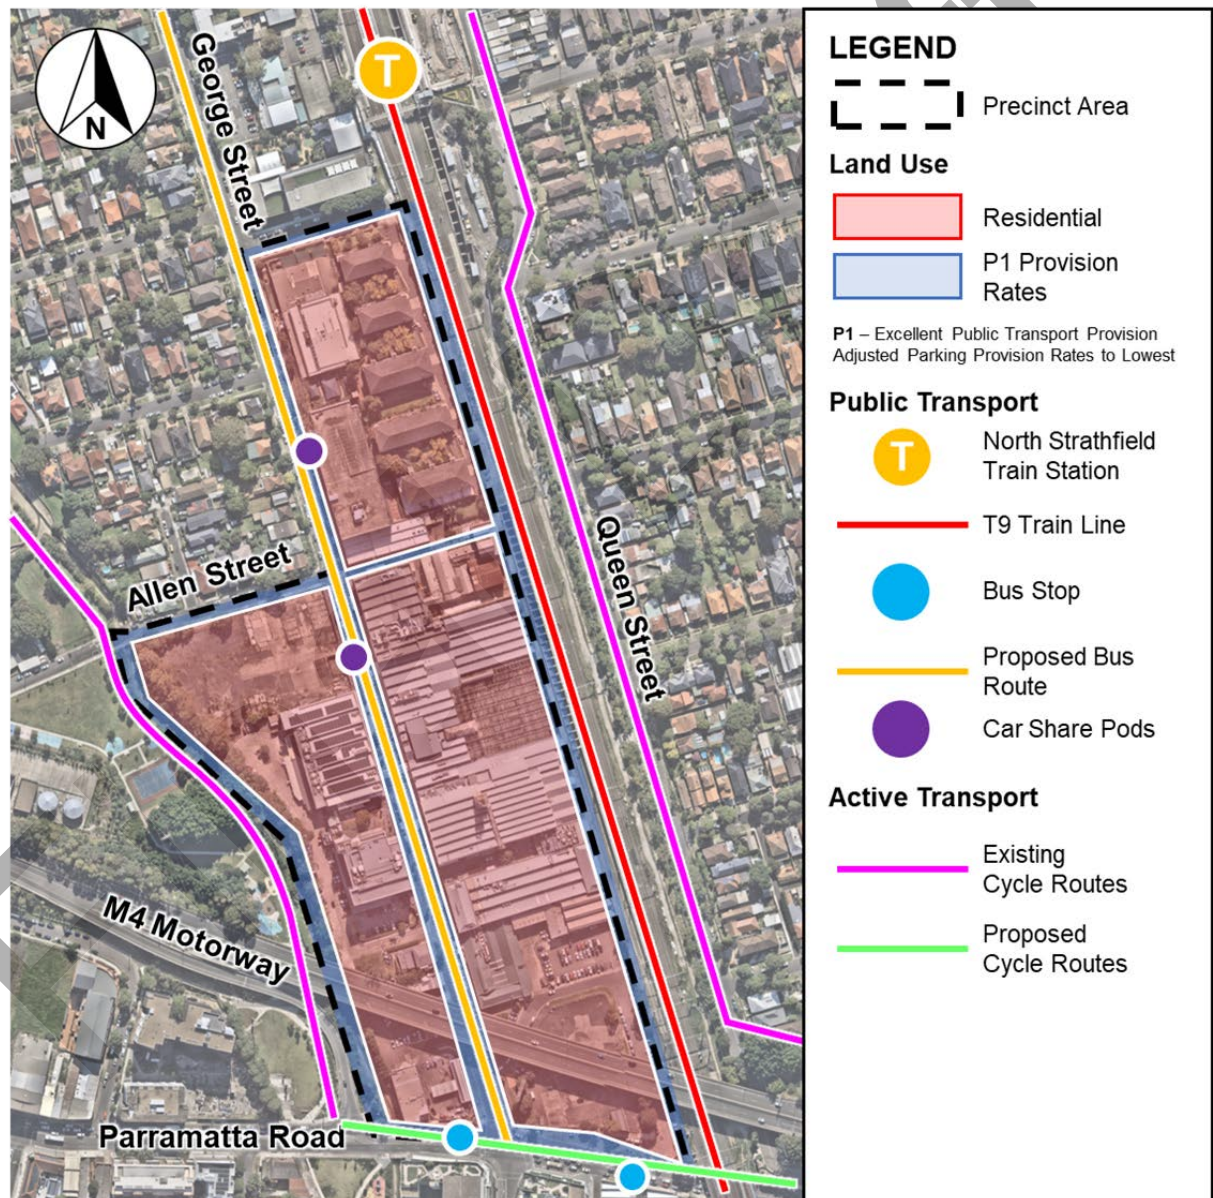 N
George Street
T
Allen Street
Queen Street
M4 Motorway
Parramatta Road
LEGEND
Precinct Area
Land Use
Residential
P1 Provision
Rates
P1 – Excellent Public Transport Provision
Adjusted Parking Provision Rates to Lowest
Public Transport
T
North Strathfield
Train Station
T9 Train Line
Bus Stop
Proposed Bus
Route
Car Share Pods
Active Transport
Existing
Cycle Routes
Proposed
Cycle Routes